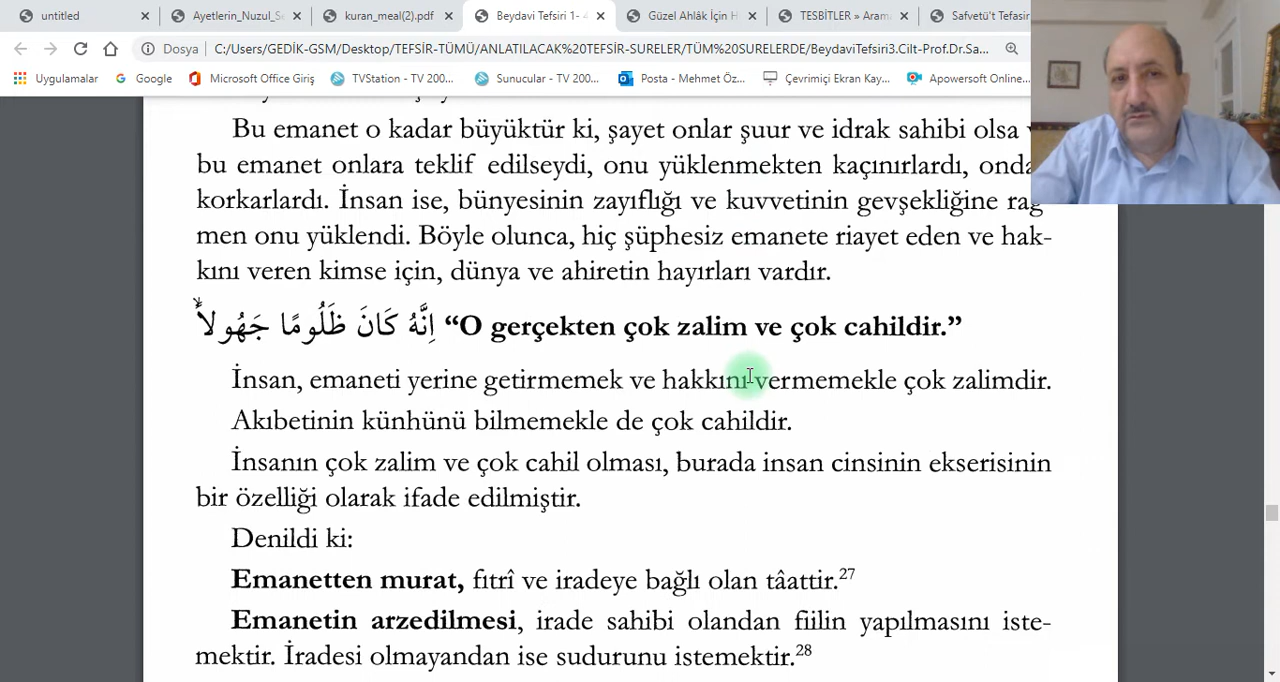 untitled
Ayetlerin_Nuzul_S
kuran_meal(2).pdf
Beydavi Tefsiri 1- 4
Güzel Ahlâk İçin H
TESBİTLER » Aram
Safvetü't Tefasir
Dosya
C:/Users/GEDİK-GSM/Desktop/TEFSİR-TÜMÜ/ANLATILACAK%20TEFSİR-SURELER/TÜM%20SURELERDE/BeydaviTefsiri3.Cilt-Prof.Dr.Sa...
Uygulamalar
Google
Microsoft Office Giriş
TVStation - TV 200...
Sunucular - TV 200...
Posta - Mehmet Öz...
Çevrimiçi Ekran Kay...
Apowersoft Online...
Bu emanet o kadar büyüktür ki, şayet onlar şuur ve idrak sahibi olsa
bu emanet onlara teklif edilseydi, onu yüklenmekten kaçınırlardı, onda
korkarlardı. İnsan ise, bünyesinin zayıflığı ve kuvvetinin gevşekliğine rağ
men onu yüklendi. Böyle olunca, hiç şüphesiz emanete riayet eden ve hak-
kını veren kimse için, dünya ve ahiretin hayırları vardır.
اِنَّهُ كَانَ ظَلُومًا جَهُولاً “O gerçekten çok zalim ve çok cahildir.”
İnsan, emaneti yerine getirmemek ve hakkını vermemekle çok zalimdir.
Akıbetinin künhünü bilmemekle de çok cahildir.
İnsanın çok zalim ve çok cahil olması, burada insan cinsinin ekserisinin
bir özelliği olarak ifade edilmiştir.
Denildi ki:
Emanetten murat, fıtrî ve iradeye bağlı olan tâattir.27
Emanetin arzedilmesi, irade sahibi olandan fiilin yapılmasını iste-
mektir. İradesi olmayandan ise sudurunu istemektir.28